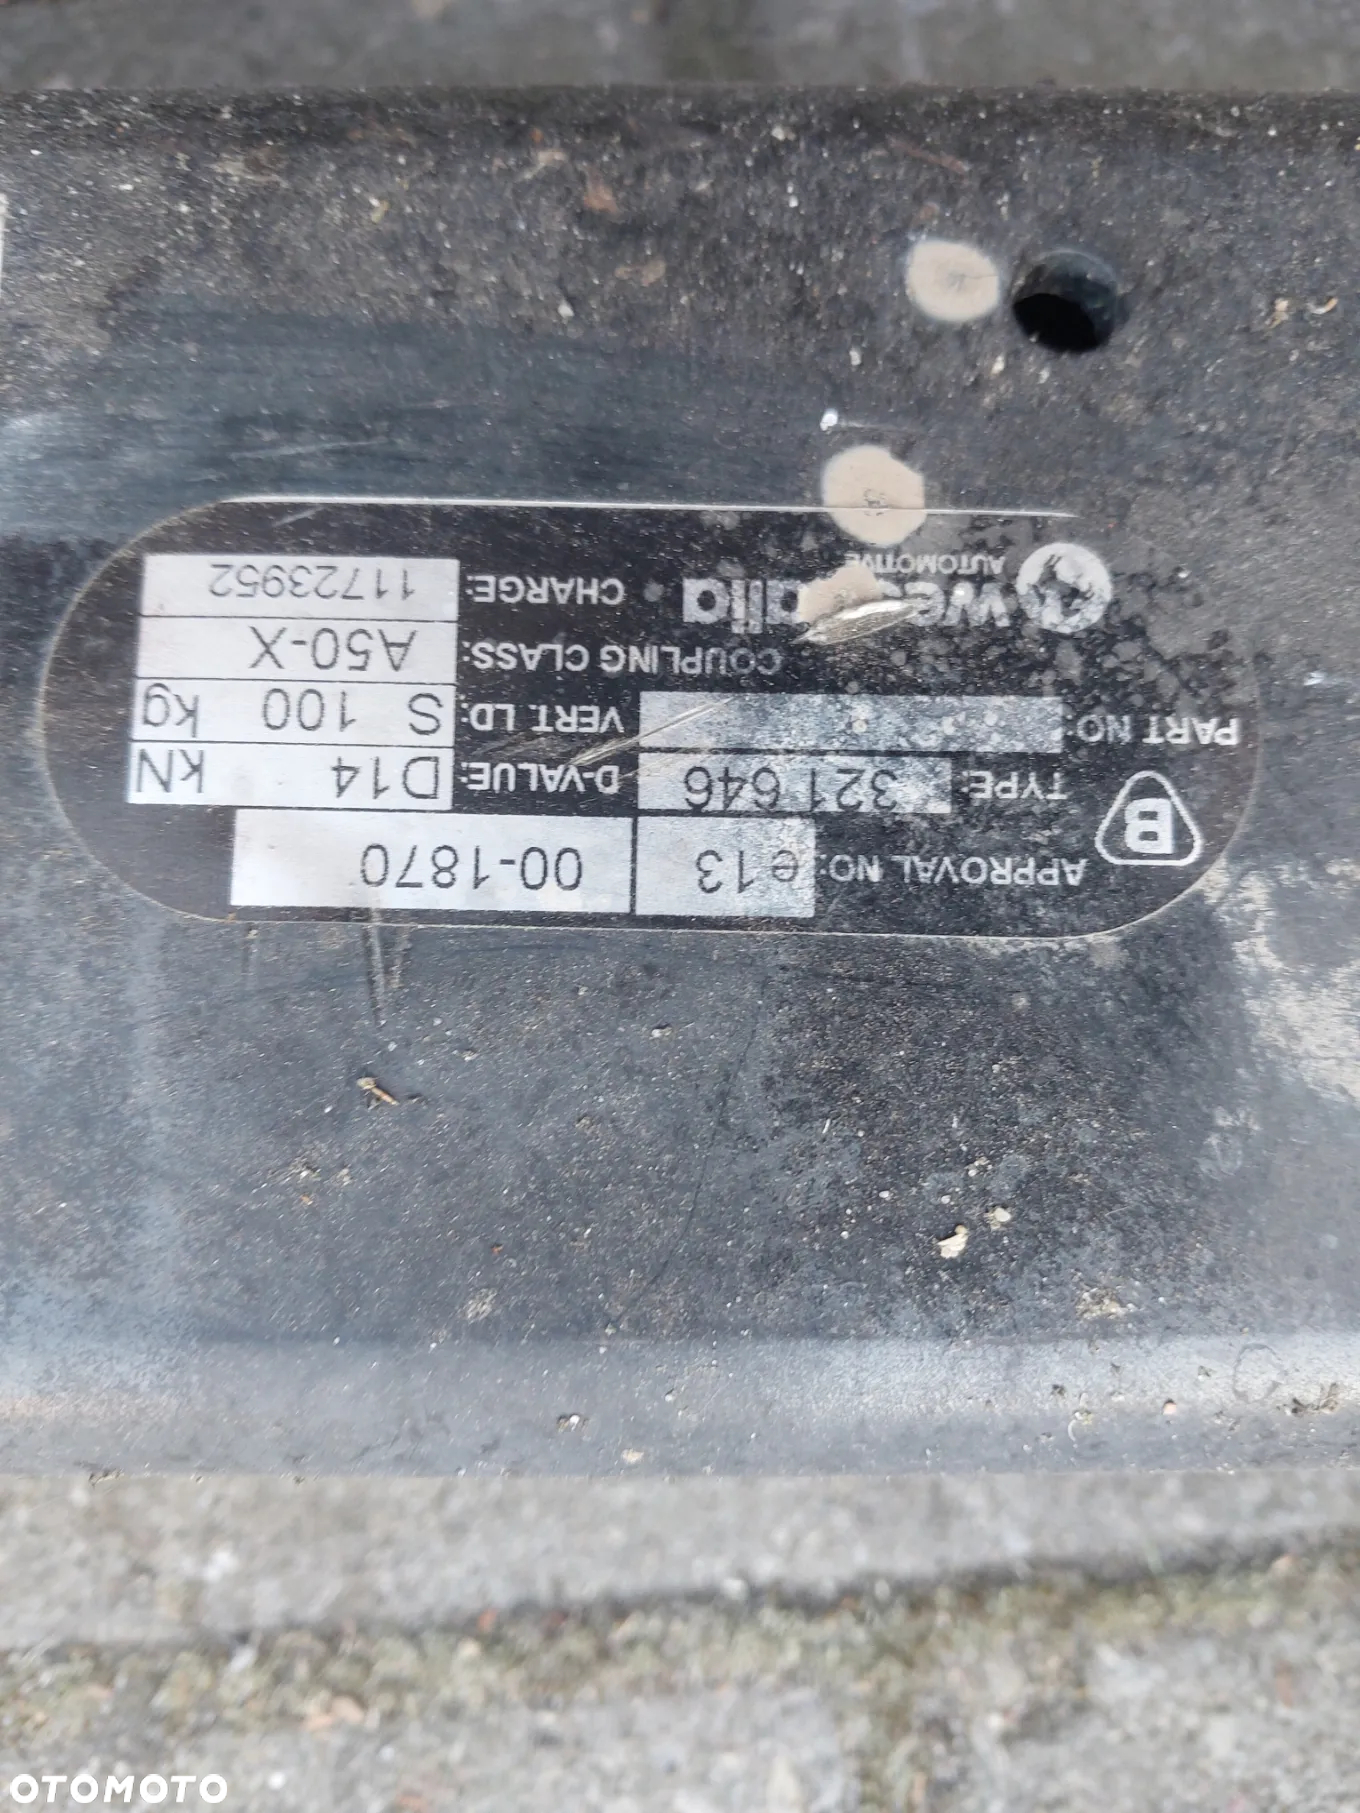 APPROVAL NO: e13 00-1870
B
TYPE: 321 646 D-VALUE: D14 kN
PART NO: VERT. LD: S 100 kg
COUPLING CLASS: A50-X
AUTOMOTIVE CHARGE: 11723952
OTOMOTO